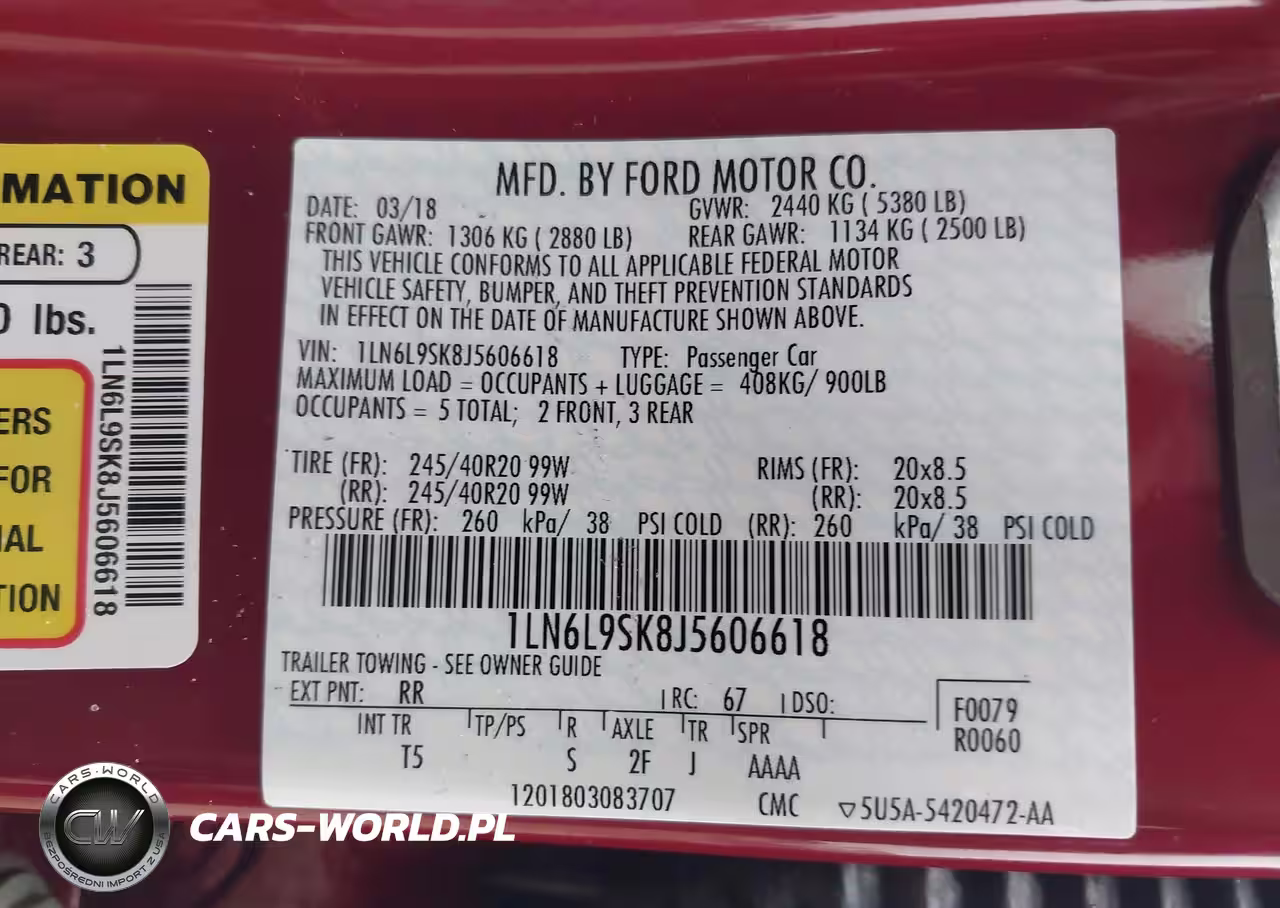 MATION
REAR: 3
0 lbs.
ERS
FOR
IAL
TION
1LN6L9SK8J5606618
MFD. BY FORD MOTOR CO.
DATE: 03/18 GVWR: 2440 KG ( 5380 LB)
FRONT GAWR: 1306 KG ( 2880 LB) REAR GAWR: 1134 KG ( 2500 LB)
THIS VEHICLE CONFORMS TO ALL APPLICABLE FEDERAL MOTOR
VEHICLE SAFETY, BUMPER, AND THEFT PREVENTION STANDARDS
IN EFFECT ON THE DATE OF MANUFACTURE SHOWN ABOVE.
VIN: 1LN6L9SK8J5606618 TYPE: Passenger Car
MAXIMUM LOAD = OCCUPANTS + LUGGAGE = 408KG/ 900LB
OCCUPANTS = 5 TOTAL; 2 FRONT, 3 REAR
TIRE (FR): 245/40R20 99W RIMS (FR): 20x8.5
(RR): 245/40R20 99W (RR): 20x8.5
PRESSURE (FR): 260 kPa/ 38 PSI COLD (RR): 260 kPa/ 38 PSI COLD
1LN6L9SK8J5606618
TRAILER TOWING - SEE OWNER GUIDE
EXT PNT: RR RC: 67 DSO: F0079
INT TR TP/PS R AXLE TR SPR R0060
T5 S 2F J AAAA
1201803083707 CMC ▽5U5A-5420472-AA
CARS-WORLD
CW
BEZPOŚREDNI IMPORT Z USA
CARS-WORLD.PL